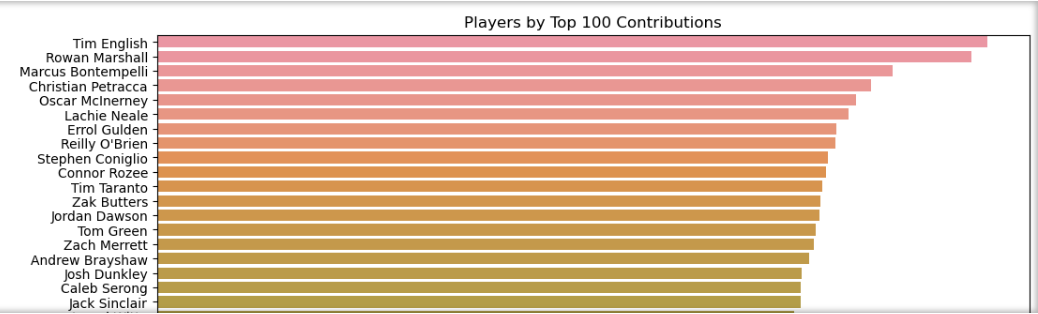 Players by Top 100 Contributions
Tim English
Rowan Marshall
Marcus Bontempelli
Christian Petracca
Oscar McInerney
Lachie Neale
Errol Gulden
Reilly O'Brien
Stephen Coniglio
Connor Rozee
Tim Taranto
Zak Butters
Jordan Dawson
Tom Green
Zach Merrett
Andrew Brayshaw
Josh Dunkley
Caleb Serong
Jack Sinclair